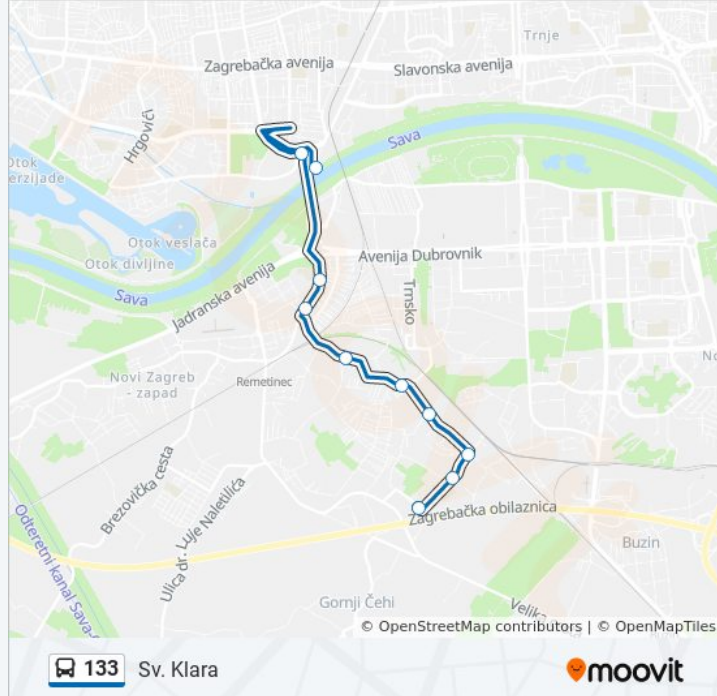 Trnje
Zagrebačka avenija
Slavonska avenija
Hrgovići
Sava
Otok
erzijade
Otok veslača
Otok divljine
Avenija Dubrovnik
Sava
Jadranska avenija
Trnsko
Novi Zagreb
- zapad
Remetinec
No
Brezovička cesta
Ulica dr. Luje Naletilića
Odteretni kanal Sava-
Zagrebačka obilaznica
Buzin
Gornji Čehi
Velika
© OpenStreetMap contributors | © OpenMapTiles
133 Sv. Klara
moovit